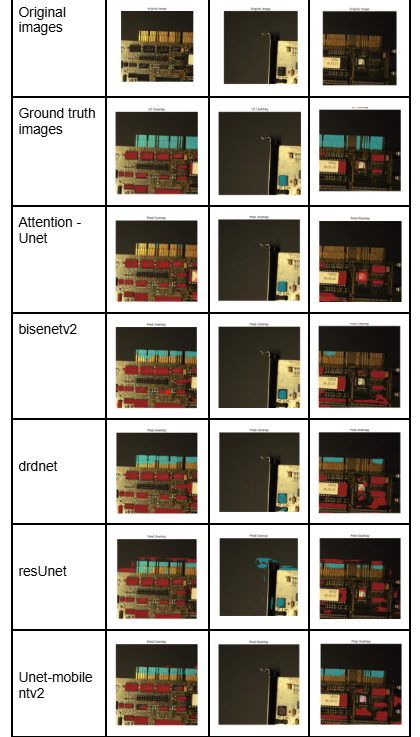 Original
images
Original Image
Original Image
Original Image
Ground truth
images
GT Overlay
GT Overlay
GT Overlay
Attention -
Unet
Pred Overlay
Pred Overlay
Pred Overlay
bisenetv2
Pred Overlay
Pred Overlay
Pred Overlay
drdnet
Pred Overlay
Pred Overlay
Pred Overlay
resUnet
Pred Overlay
Pred Overlay
Pred Overlay
Unet-mobile
ntv2
Pred Overlay
Pred Overlay
Pred Overlay